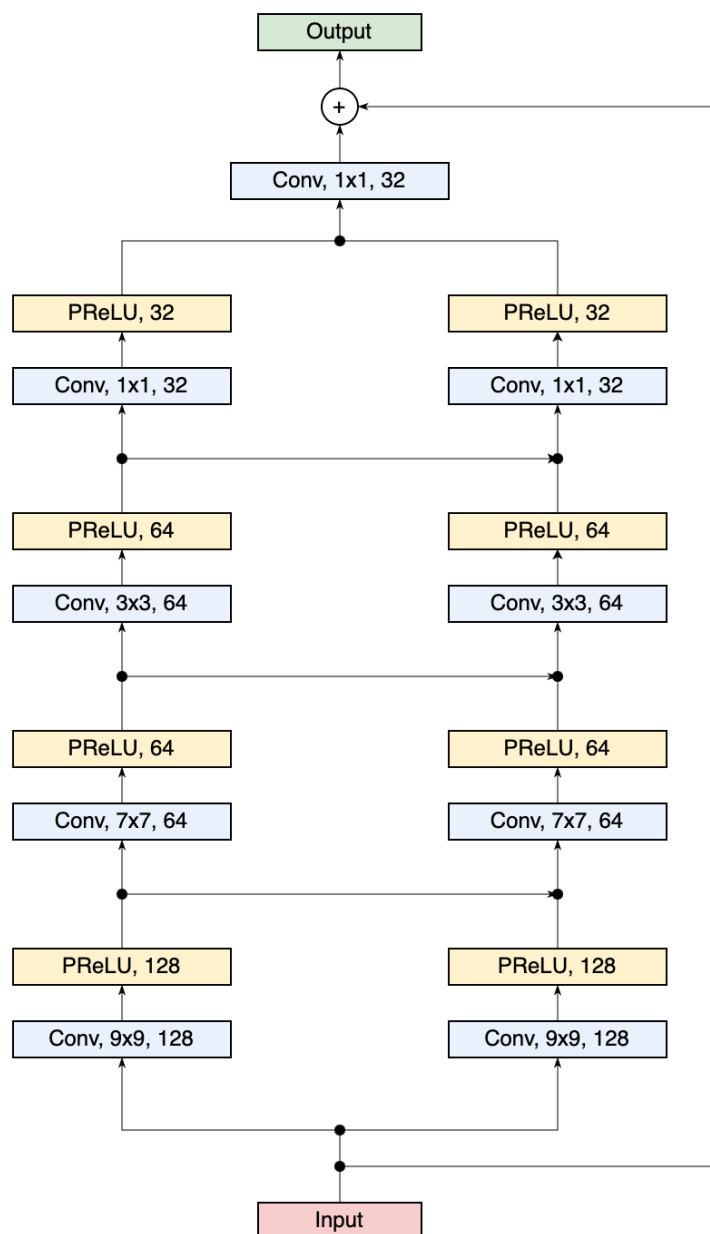 Output
+
Conv, 1x1, 32
PReLU, 32
PReLU, 32
Conv, 1x1, 32
Conv, 1x1, 32
PReLU, 64
PReLU, 64
Conv, 3x3, 64
Conv, 3x3, 64
PReLU, 64
PReLU, 64
Conv, 7x7, 64
Conv, 7x7, 64
PReLU, 128
PReLU, 128
Conv, 9x9, 128
Conv, 9x9, 128
Input